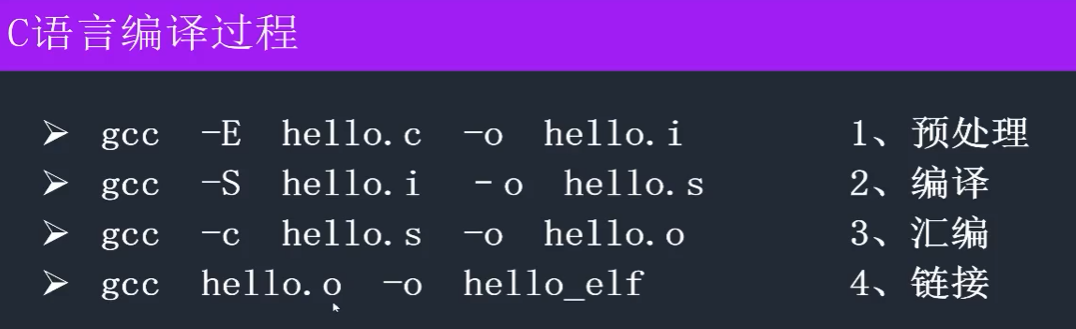 C语言编译过程
➢ gcc -E hello.c -o hello.i 1、预处理
➢ gcc -S hello.i –o hello.s 2、编译
➢ gcc -c hello.s -o hello.o 3、汇编
➢ gcc hello.o -o hello_elf 4、链接